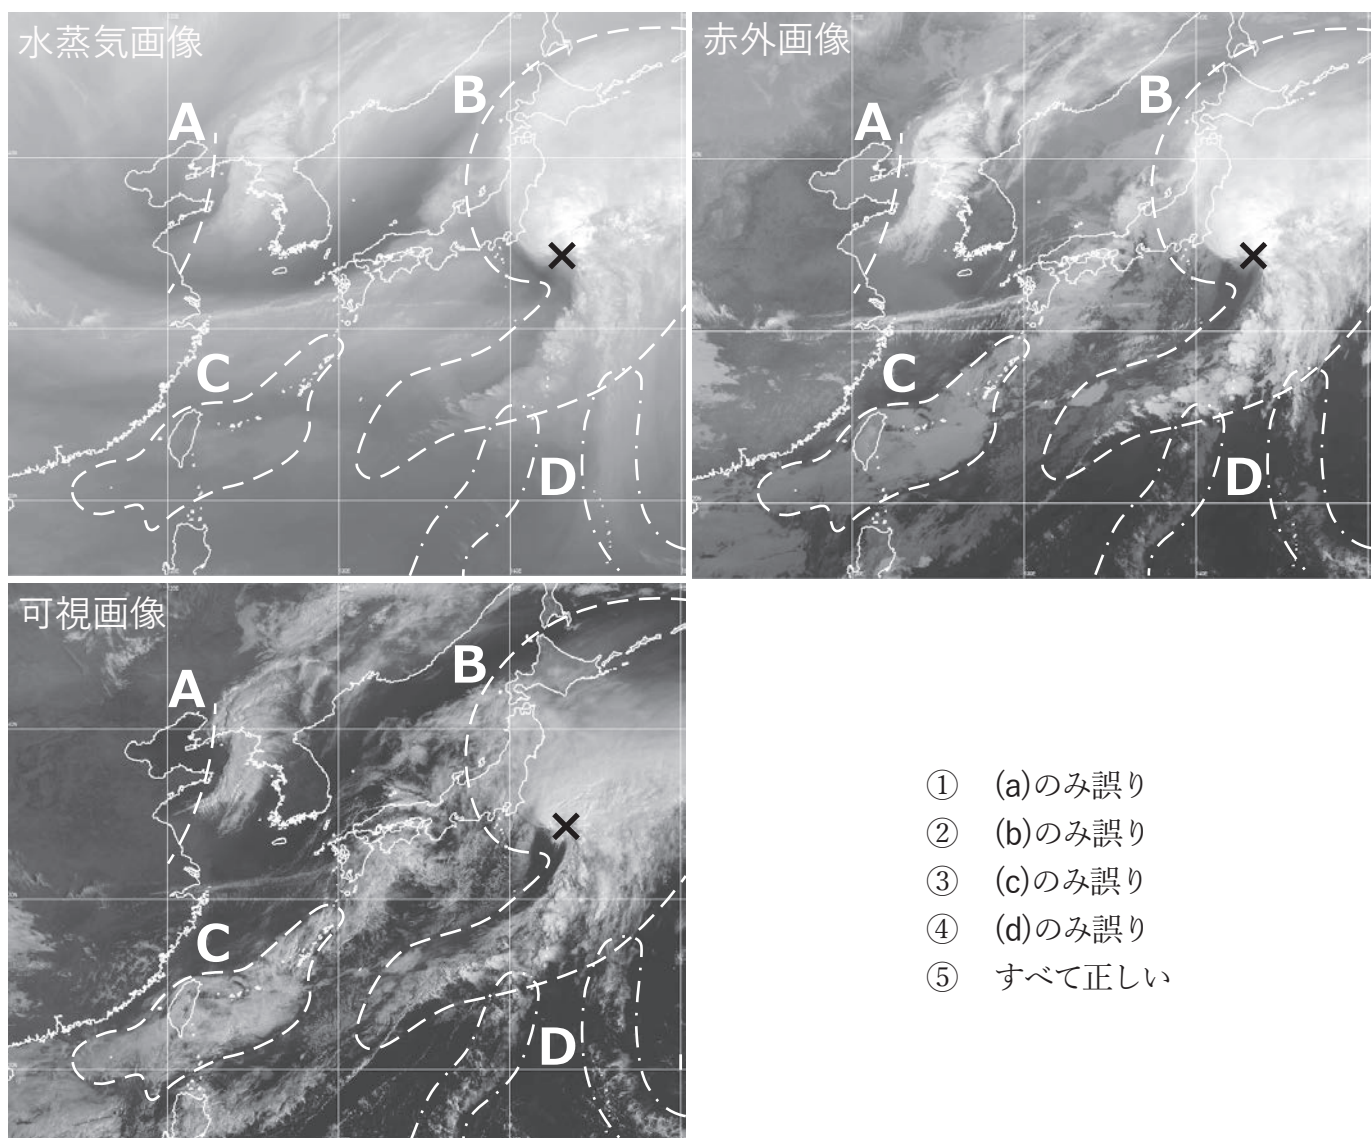 水蒸気画像
A
B
C
D
赤外画像
A
B
C
D
可視画像
A
B
C
D
① (a)のみ誤り
② (b)のみ誤り
③ (c)のみ誤り
④ (d)のみ誤り
⑤ すべて正しい